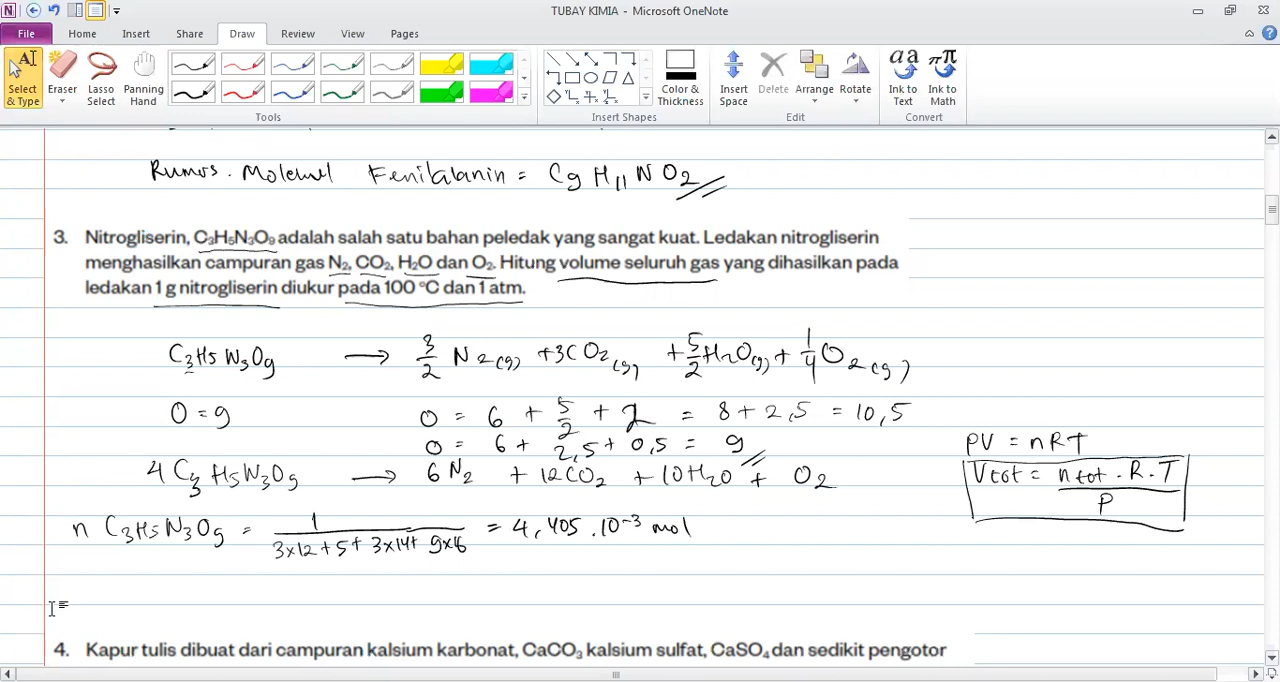 TUBAY KIMIA - Microsoft OneNote
File Home Insert Share Draw Review View Pages
Select & Type Eraser Lasso Select Panning Hand Color & Thickness Insert Space Delete Arrange Rotate Ink to Text Ink to Math
Tools Insert Shapes Edit Convert
Rumus. Molekul Fenilalanin = C9 H11 N O2
3. Nitrogliserin, C3H5N3O9 adalah salah satu bahan peledak yang sangat kuat. Ledakan nitrogliserin
menghasilkan campuran gas N2, CO2, H2O dan O2. Hitung volume seluruh gas yang dihasilkan pada
ledakan 1 g nitrogliserin diukur pada 100 °C dan 1 atm.
C3H5N3O9 → 3/2 N2(g) + 3CO2(g) + 5/2 H2O(g) + 1/4 O2(g)
O = 9 O = 6 + 5/2 + 2 = 8 + 2,5 = 10,5
O = 6 + 2,5 + 0,5 = 9
4 C3H5N3O9 → 6N2 + 12CO2 + 10H2O + O2
n C3H5N3O9 = 1 / 3x12+5+3x14+9x16 = 4,405 . 10⁻³ mol
PV = nRT
Vtot = ntot . R . T / P
4. Kapur tulis dibuat dari campuran kalsium karbonat, CaCO3 kalsium sulfat, CaSO4 dan sedikit pengotor